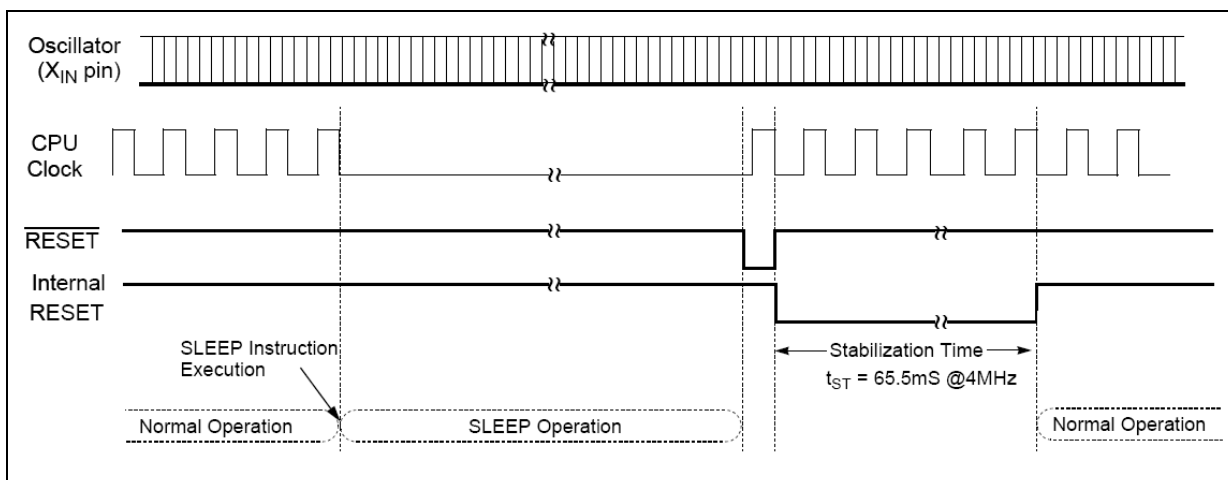 Oscillator
(XIN pin)
CPU
Clock
RESET
Internal
RESET
SLEEP Instruction
Execution
Stabilization Time
tST = 65.5mS @4MHz
Normal Operation
SLEEP Operation
Normal Operation